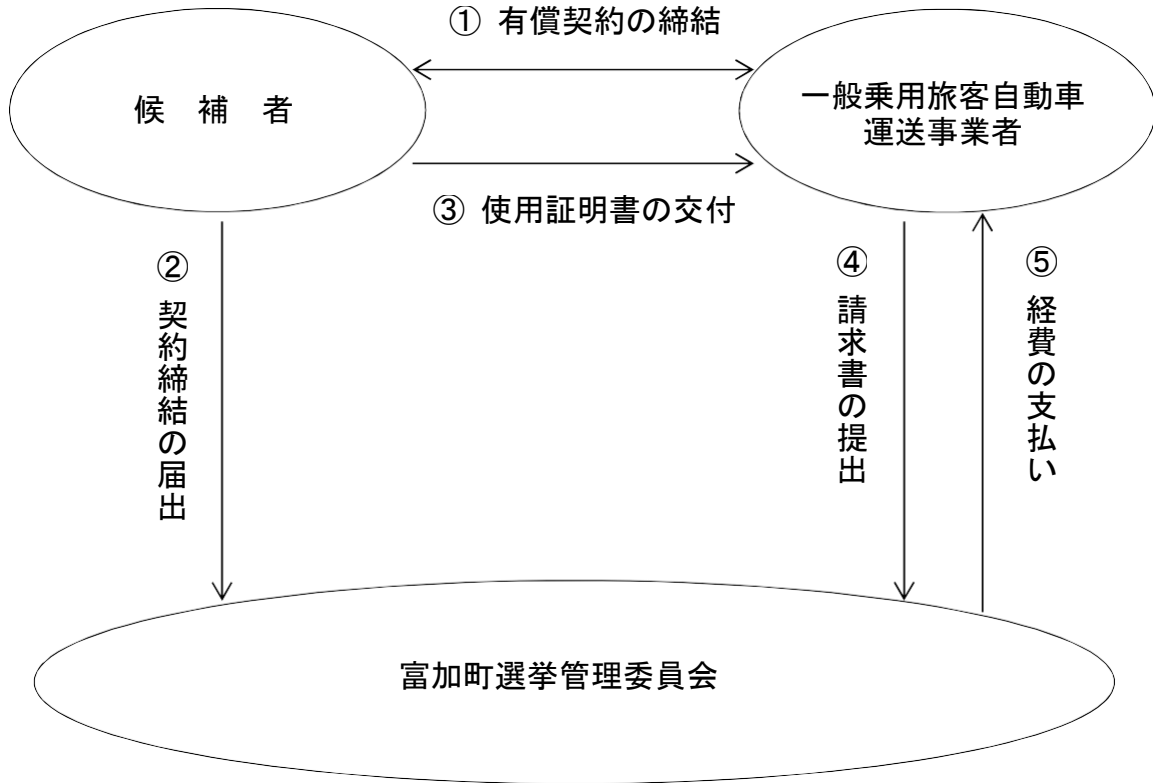 ① 有償契約の締結
候　補　者
一般乗用旅客自動車
運送事業者
③ 使用証明書の交付
② 契約締結の届出
④ 請求書の提出
⑤ 経費の支払い
富加町選挙管理委員会